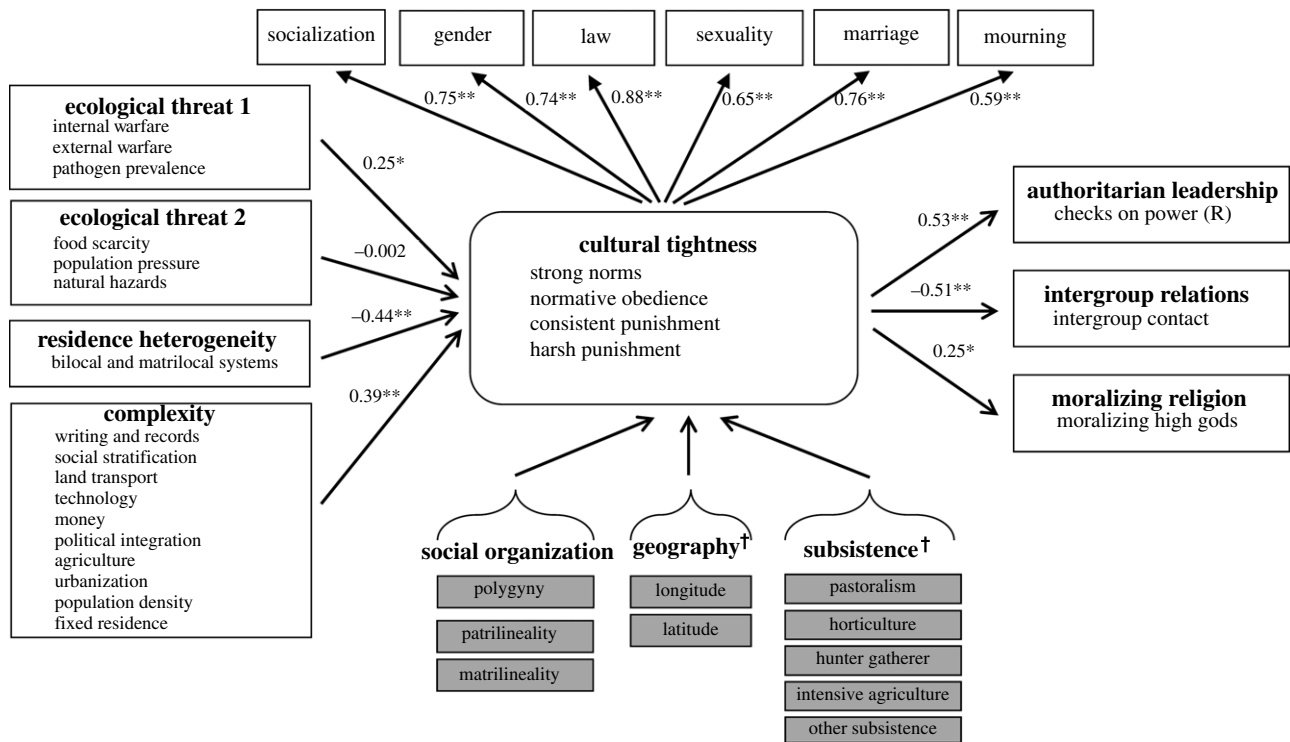 socialization
gender
law
sexuality
marriage
mourning
0.75**
0.74**
0.88**
0.65**
0.76**
0.59**
ecological threat 1
internal warfare
external warfare
pathogen prevalence
0.25*
ecological threat 2
food scarcity
population pressure
natural hazards
–0.002
residence heterogeneity
bilocal and matrilocal systems
–0.44**
complexity
writing and records
social stratification
land transport
technology
money
political integration
agriculture
urbanization
population density
fixed residence
0.39**
cultural tightness
strong norms
normative obedience
consistent punishment
harsh punishment
0.53**
–0.51**
0.25*
authoritarian leadership
checks on power (R)
intergroup relations
intergroup contact
moralizing religion
moralizing high gods
social organization
polygyny
patrilineality
matrilineality
geography†
longitude
latitude
subsistence†
pastoralism
horticulture
hunter gatherer
intensive agriculture
other subsistence